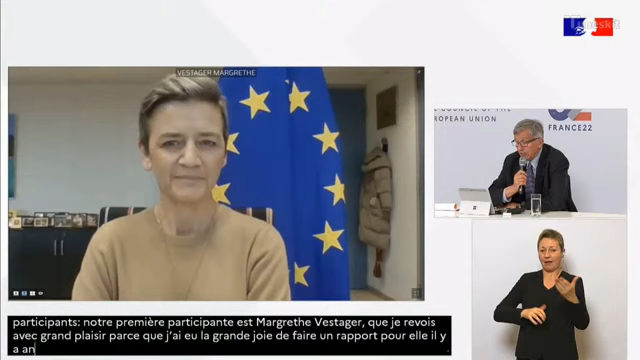 VESTAGER MARGRETHE
E COUNCIL OF THE
EUROPEAN UNION
FRANCE22
participants: notre première participante est Margrethe Vestager, que je revois
avec grand plaisir parce que j'ai eu la grande joie de faire un rapport pour elle il y
a an